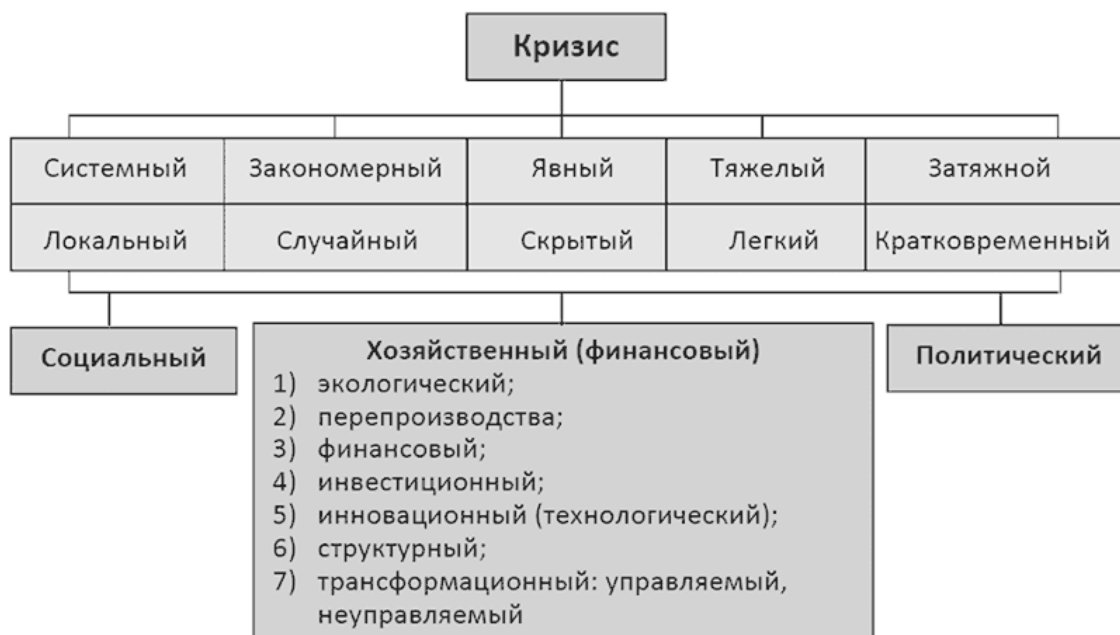 Кризис
Системный Закономерный Явный Тяжелый Затяжной
Локальный Случайный Скрытый Легкий Кратковременный
Социальный
Хозяйственный (финансовый)
1) экологический;
2) перепроизводства;
3) финансовый;
4) инвестиционный;
5) инновационный (технологический);
6) структурный;
7) трансформационный: управляемый,
неуправляемый
Политический